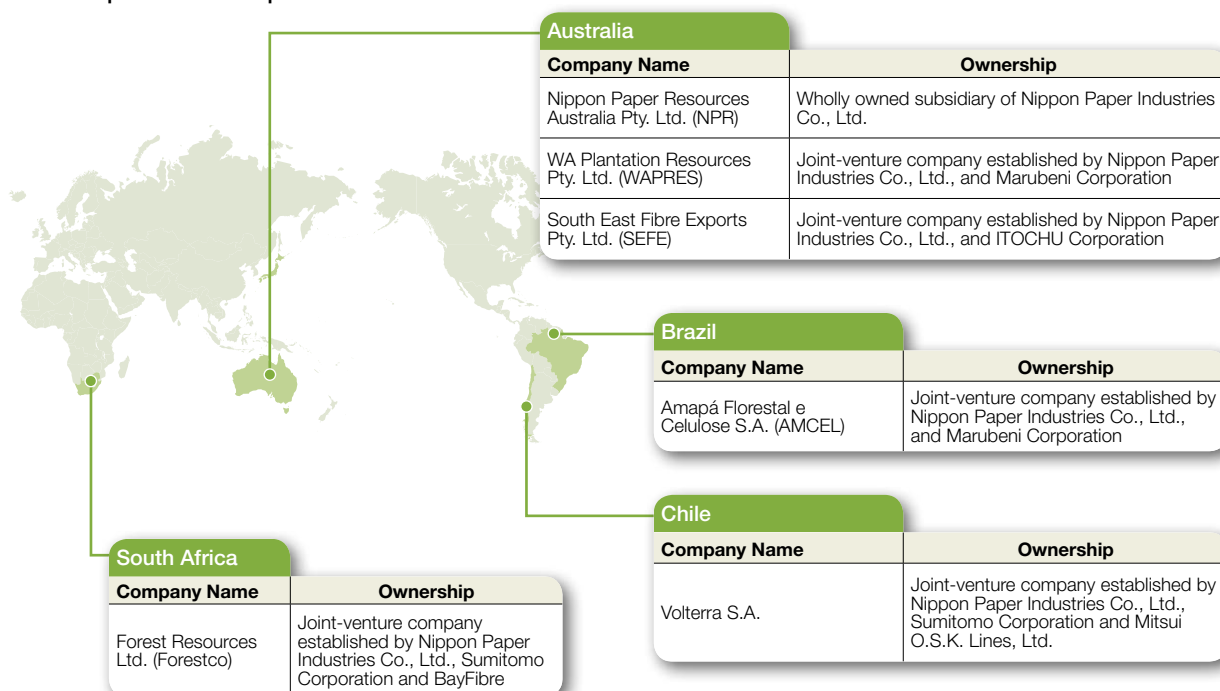 Australia
Company Name Ownership
Nippon Paper Resources
Australia Pty. Ltd. (NPR)
Wholly owned subsidiary of Nippon Paper Industries
Co., Ltd.
WA Plantation Resources
Pty. Ltd. (WAPRES)
Joint-venture company established by Nippon Paper
Industries Co., Ltd., and Marubeni Corporation
South East Fibre Exports
Pty. Ltd. (SEFE)
Joint-venture company established by Nippon Paper
Industries Co., Ltd., and ITOCHU Corporation
Brazil
Company Name Ownership
Amapá Florestal e
Celulose S.A. (AMCEL)
Joint-venture company established by
Nippon Paper Industries Co., Ltd.,
and Marubeni Corporation
Chile
Company Name Ownership
Volterra S.A.
Joint-venture company established by
Nippon Paper Industries Co., Ltd.,
Sumitomo Corporation and Mitsui
O.S.K. Lines, Ltd.
South Africa
Company Name Ownership
Forest Resources
Ltd. (Forestco)
Joint-venture company
established by Nippon Paper
Industries Co., Ltd., Sumitomo
Corporation and BayFibre